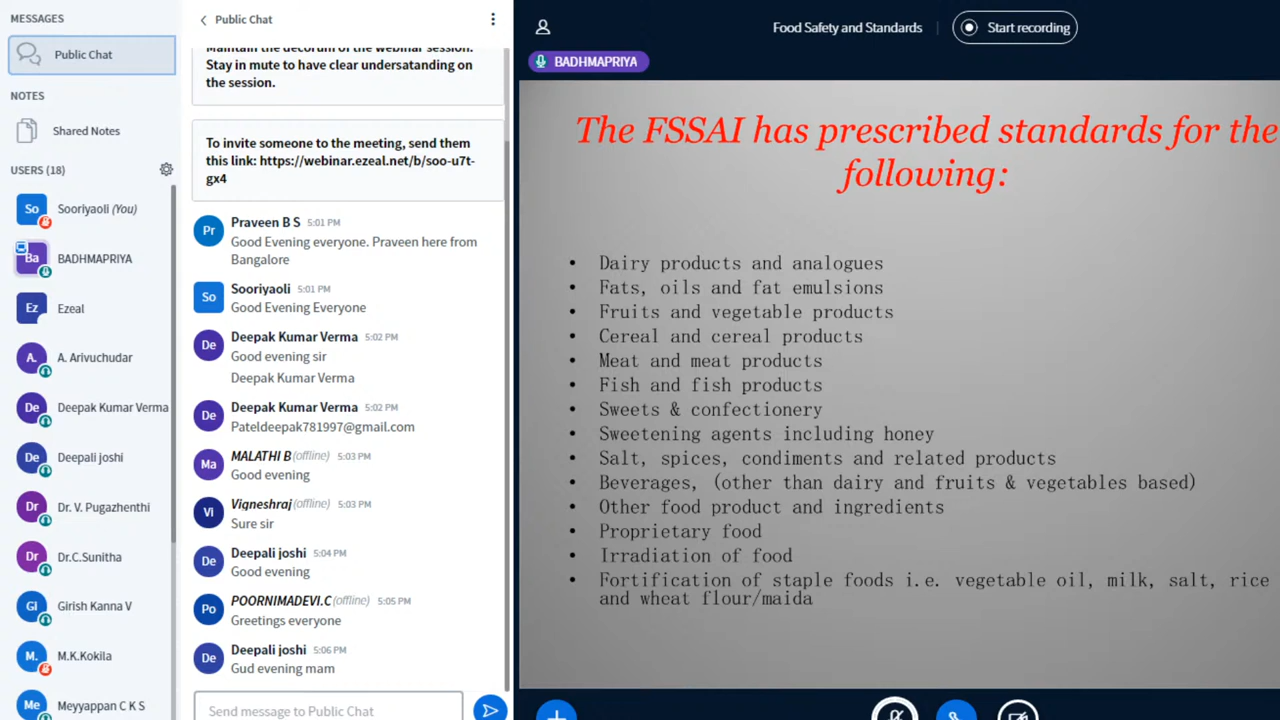 MESSAGES
Public Chat
NOTES
Shared Notes
USERS (18)
So
Sooriyaoli (You)
Ba
BADHMAPRIYA
Ez
Ezeal
A.
A. Arivuchudar
De
Deepak Kumar Verma
De
Deepali joshi
Dr
Dr. V. Pugazhenthi
Dr
Dr.C.Sunitha
GI
Girish Kanna V
M.
M.K.Kokila
Me
Meyyappan C K S
Public Chat
Maintain the decorum of the webinar session.
Stay in mute to have clear undersatanding on
the session.
To invite someone to the meeting, send them
this link: https://webinar.ezeal.net/b/soo-u7t-
gx4
Pr
Praveen B S 5:01 PM
Good Evening everyone. Praveen here from
Bangalore
So
Sooriyaoli 5:01 PM
Good Evening Everyone
De
Deepak Kumar Verma 5:02 PM
Good evening sir
Deepak Kumar Verma
De
Deepak Kumar Verma 5:02 PM
Pateldeepak781997@gmail.com
Ma
MALATHI B (offline) 5:03 PM
Good evening
Vi
Vigneshraj (offline) 5:03 PM
Sure sir
De
Deepali joshi 5:04 PM
Good evening
Po
POORNIMADEVI.C (offline) 5:05 PM
Greetings everyone
De
Deepali joshi 5:06 PM
Gud evening mam
Send message to Public Chat
Food Safety and Standards
Start recording
BADHMAPRIYA
The FSSAI has prescribed standards for the
following:
• Dairy products and analogues
• Fats, oils and fat emulsions
• Fruits and vegetable products
• Cereal and cereal products
• Meat and meat products
• Fish and fish products
• Sweets & confectionery
• Sweetening agents including honey
• Salt, spices, condiments and related products
• Beverages, (other than dairy and fruits & vegetables based)
• Other food product and ingredients
• Proprietary food
• Irradiation of food
• Fortification of staple foods i.e. vegetable oil, milk, salt, rice
and wheat flour/maida